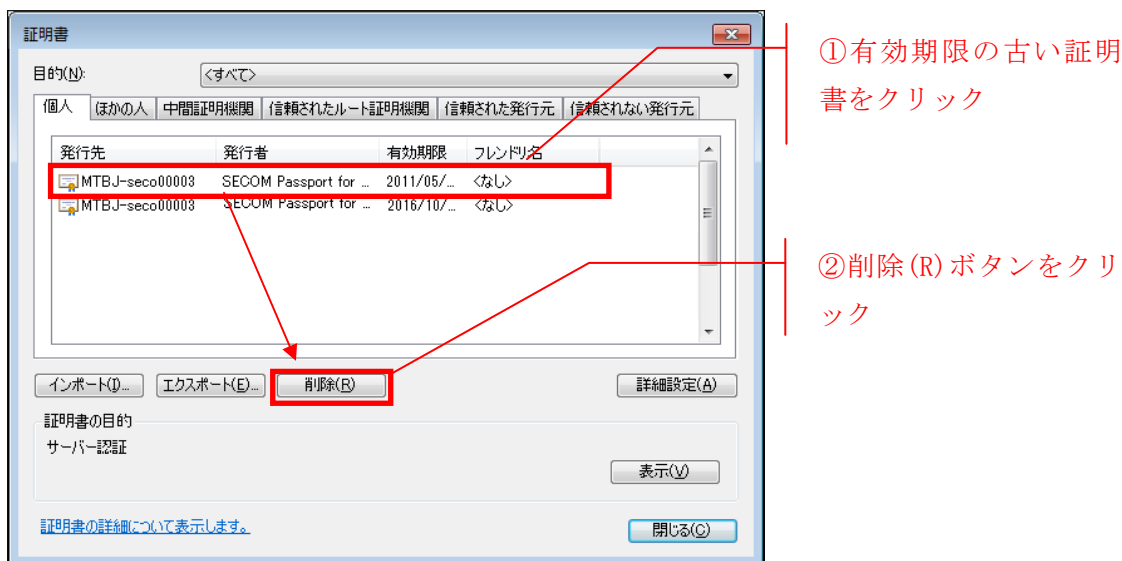 証明書
目的(N):
<すべて>
個人 ほかの人 中間証明機関 信頼されたルート証明機関 信頼された発行元 信頼されない発行元
発行先 発行者 有効期限 フレンドリ名
MTBJ-seco00003 SECOM Passport for ... 2011/05/... <なし>
MTBJ-seco00003 SECOM Passport for ... 2016/10/... <なし>
インポート(I)... エクスポート(E)... 削除(R) 詳細設定(A)
証明書の目的
サーバー認証
表示(V)
証明書の詳細について表示します。
閉じる(C)
①有効期限の古い証明
書をクリック
②削除(R)ボタンをクリ
ック